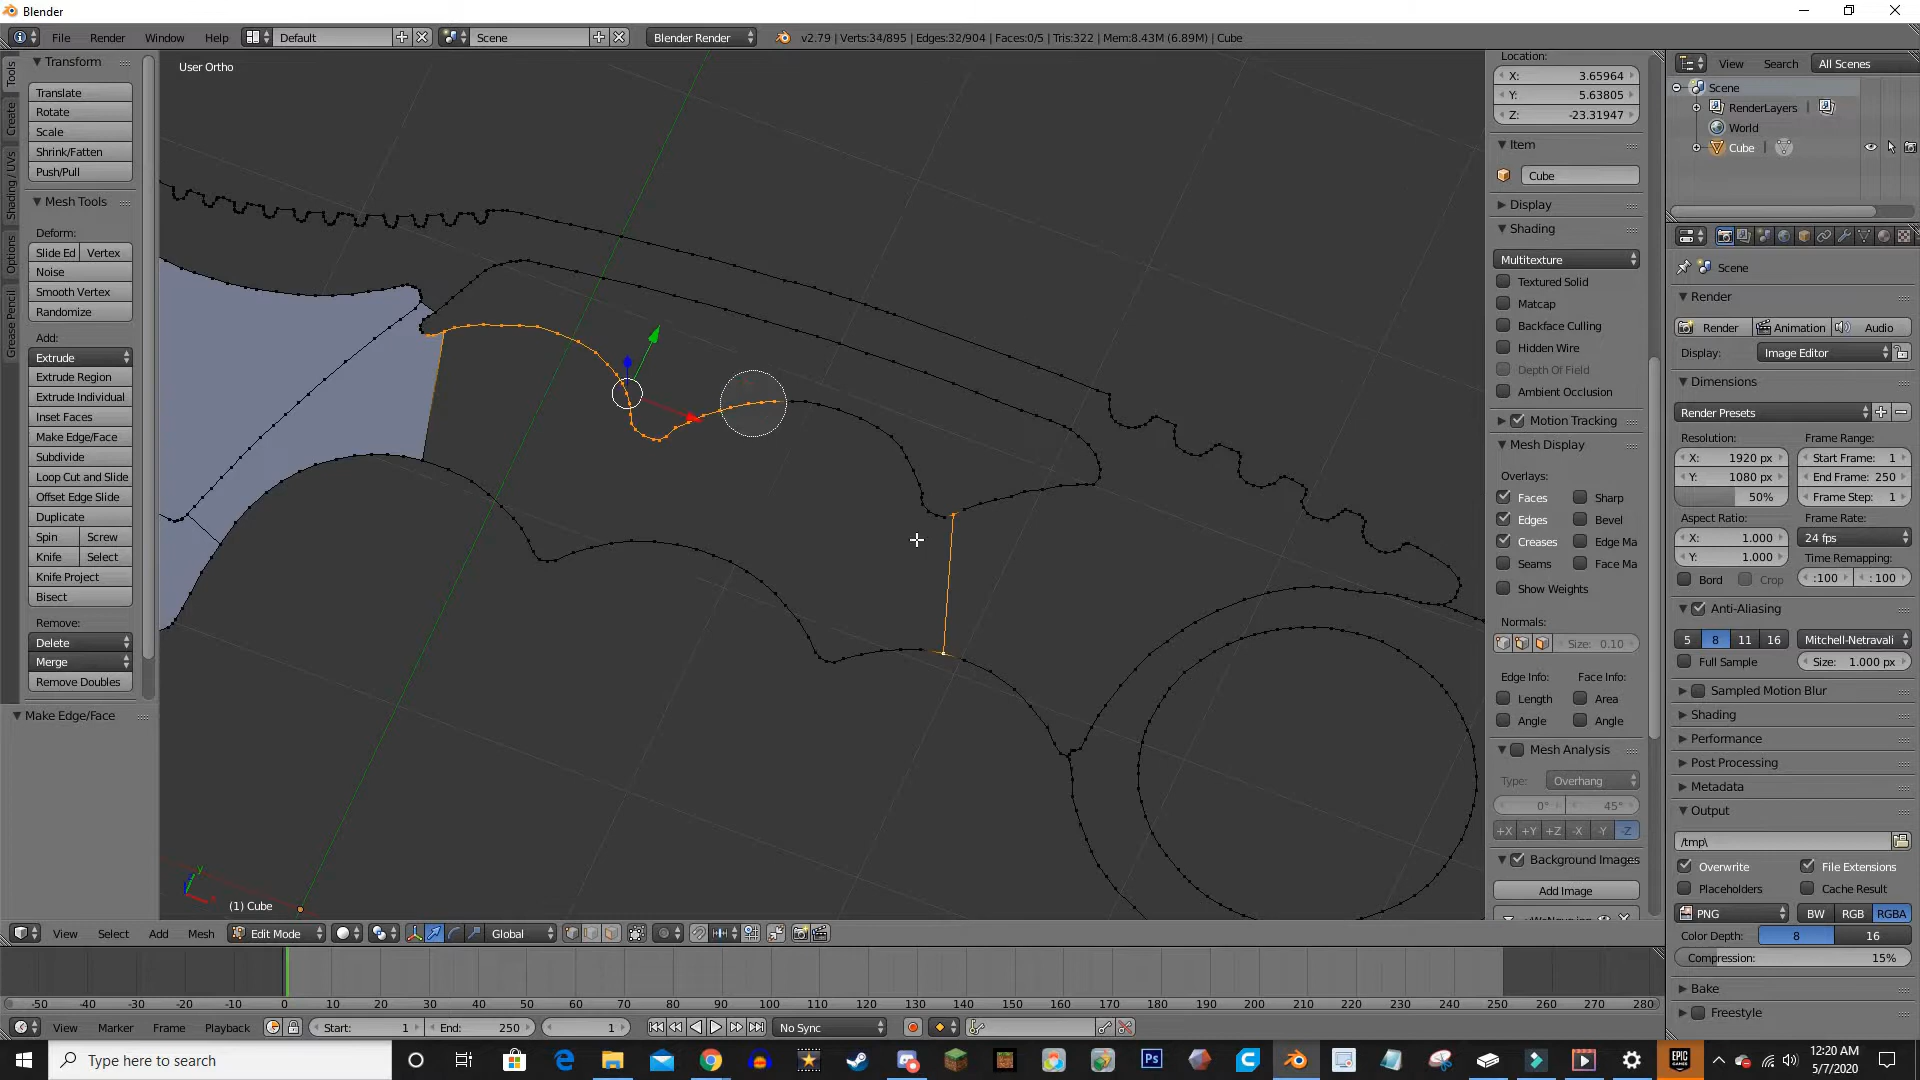 Blender
File Render Window Help Default Scene Blender Render v2.79 | Verts:34/895 | Edges:32/904 | Faces:0/5 | Tris:322 | Mem:8.43M (6.89M) | Cube
Tools
Create
Shading / UVs
Options
Grease Pencil
Transform
Translate
Rotate
Scale
Shrink/Fatten
Push/Pull
Mesh Tools
Deform:
Slide Ed Vertex
Noise
Smooth Vertex
Randomize
Add:
Extrude
Extrude Region
Extrude Individual
Inset Faces
Make Edge/Face
Subdivide
Loop Cut and Slide
Offset Edge Slide
Duplicate
Spin Screw
Knife Select
Knife Project
Bisect
Remove:
Delete
Merge
Remove Doubles
Make Edge/Face
User Ortho
y
(1) Cube
Location:
X: 3.65964
Y: 5.63805
Z: -23.31947
Item
Cube
Display
Shading
Multitexture
Textured Solid
Matcap
Backface Culling
Hidden Wire
Depth Of Field
Ambient Occlusion
Motion Tracking
Mesh Display
Overlays:
Faces Sharp
Edges Bevel
Creases Edge Ma
Seams Face Ma
Show Weights
Normals:
Size: 0.10
Edge Info: Face Info:
Length Area
Angle Angle
Mesh Analysis
Type: Overhang
0° 45°
+X +Y +Z -X -Y -Z
Background Images
Add Image
View Search All Scenes
Scene
RenderLayers
World
Cube
Scene
Render
Render Animation Audio
Display: Image Editor
Dimensions
Render Presets
Resolution: Frame Range:
X: 1920 px Start Frame: 1
Y: 1080 px End Frame: 250
50% Frame Step: 1
Aspect Ratio: Frame Rate:
X: 1.000 24 fps
Y: 1.000 Time Remapping:
Bord Crop :100 :100
Anti-Aliasing
5 8 11 16 Mitchell-Netravali
Full Sample Size: 1.000 px
Sampled Motion Blur
Shading
Performance
Post Processing
Metadata
Output
/tmp\
Overwrite File Extensions
Placeholders Cache Result
PNG BW RGB RGBA
Color Depth: 8 16
Compression: 15%
Bake
Freestyle
View Select Add Mesh Edit Mode Global
-50 -40 -30 -20 -10 0 10 20 30 40 50 60 70 80 90 100 110 120 130 140 150 160 170 180 190 200 210 220 230 240 250 260 270 280
View Marker Frame Playback Start: 1 End: 250 1 No Sync
Type here to search
Ps
EPIC GAMES
12:20 AM
5/7/2020